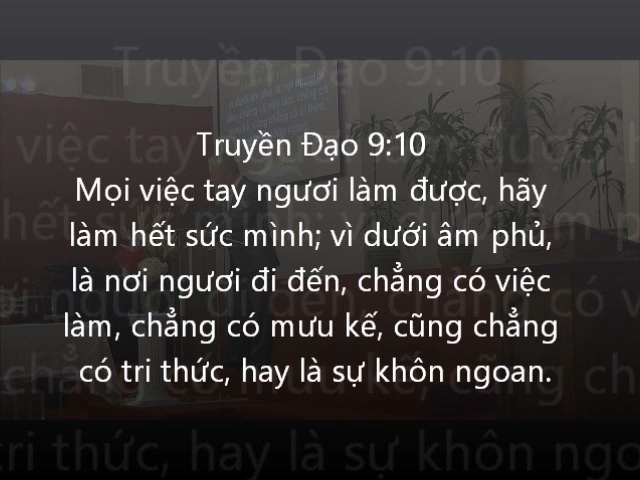 Truyền Đạo 9:10
Mọi việc tay ngươi làm được, hãy
làm hết sức mình; vì dưới âm phủ,
là nơi ngươi đi đến, chẳng có việc
làm, chẳng có mưu kế, cũng chẳng
có tri thức, hay là sự khôn ngoan.